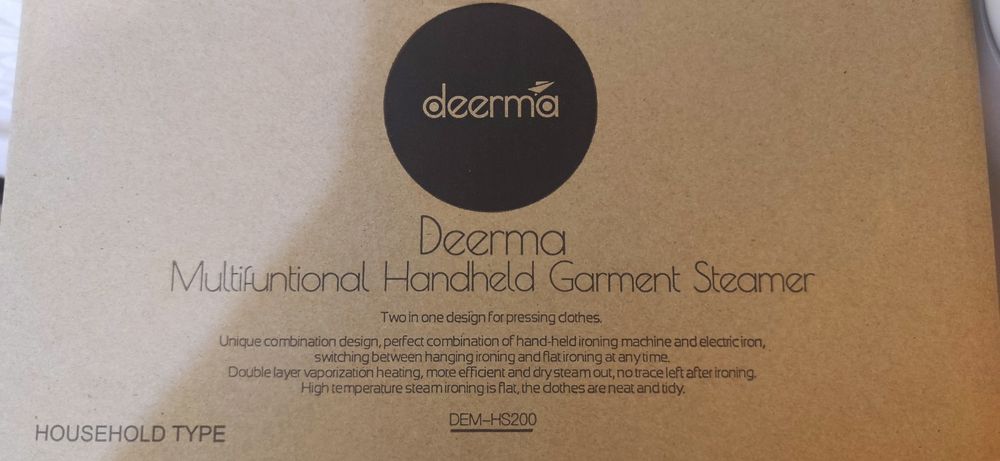 deerma
Deerma
Multifuntional Handheld Garment Steamer
Two in one design for pressing clothes.
Unique combination design, perfect combination of hand-held ironing machine and electric iron,
switching between hanging ironing and flat ironing at any time.
Double layer vaporization heating, more efficient and dry steam out, no trace left after ironing.
High temperature steam ironing is flat, the clothes are neat and tidy.
DEM-HS200
HOUSEHOLD TYPE